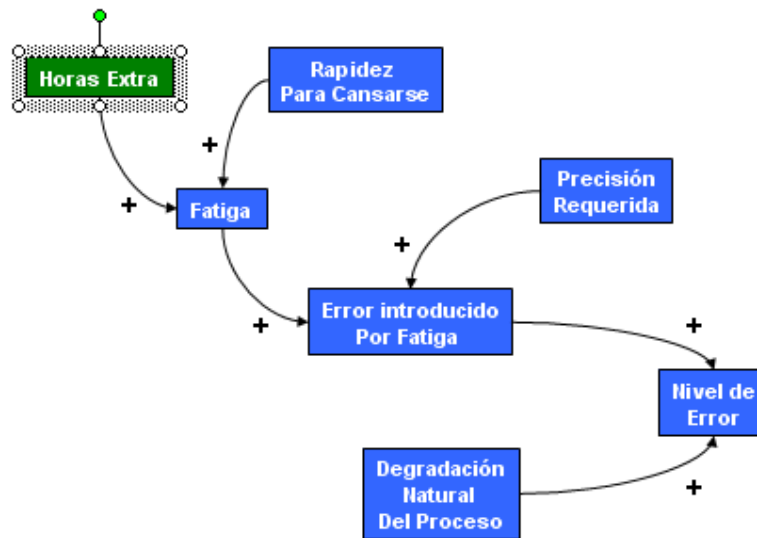 Horas Extra
Rapidez
Para Cansarse
+
+
Fatiga
Precisión
Requerida
+
+
Error introducido
Por Fatiga
+
Nivel de
Error
Degradación
Natural
Del Proceso
+